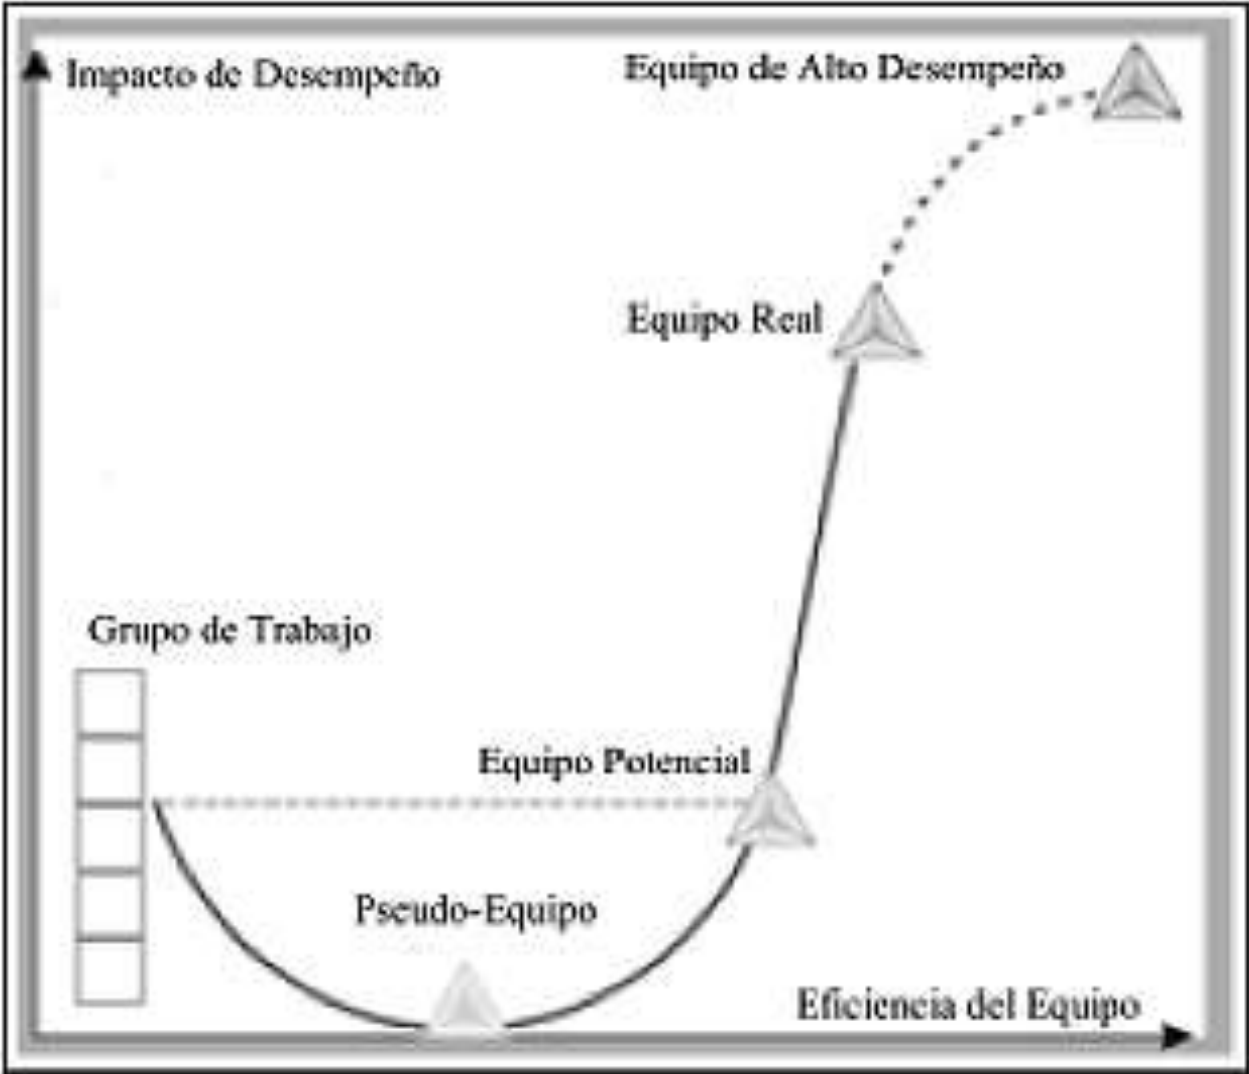 Impacto de Desempeño
Equipo de Alto Desempeño
Equipo Real
Grupo de Trabajo
Equipo Potencial
Pseudo-Equipo
Eficiencia del Equipo